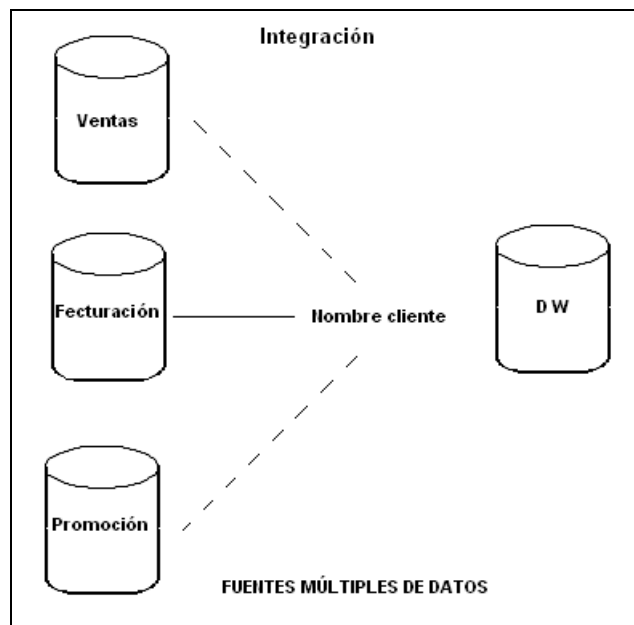 Integración
Ventas
Fecturación
Nombre cliente
D W
Promoción
FUENTES MÚLTIPLES DE DATOS